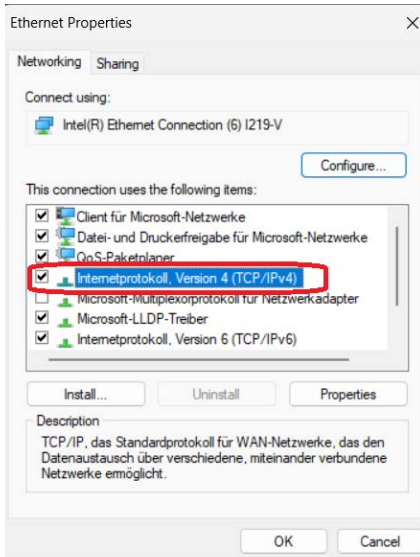 Ethernet Properties
Networking
Sharing
Connect using:
Intel(R) Ethernet Connection (6) I219-V
Configure...
This connection uses the following items:
Client für Microsoft-Netzwerke
Datei- und Druckerfreigabe für Microsoft-Netzwerke
QoS-Paketplaner
Internetprotokoll, Version 4 (TCP/IPv4)
Microsoft-Multiplexorprotokoll für Netzwerkadapter
Microsoft-LLDP-Treiber
Internetprotokoll, Version 6 (TCP/IPv6)
Install...
Uninstall
Properties
Description
TCP/IP, das Standardprotokoll für WAN-Netzwerke, das den
Datenaustausch über verschiedene, miteinander verbundene
Netzwerke ermöglicht.
OK
Cancel